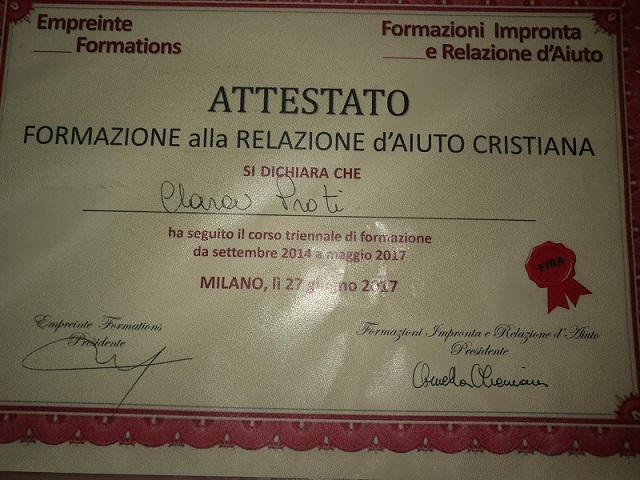 Empreinte
Formations
Formazioni Impronta
e Relazione d'Aiuto
ATTESTATO
FORMAZIONE alla RELAZIONE d'AIUTO CRISTIANA
SI DICHIARA CHE
Clara Proti
ha seguito il corso triennale di formazione
da settembre 2014 a maggio 2017
MILANO, lì 27 giugno 2017
FIRA
Empreinte Formations
Presidente
Formazioni Impronta e Relazione d'Aiuto
Presidente